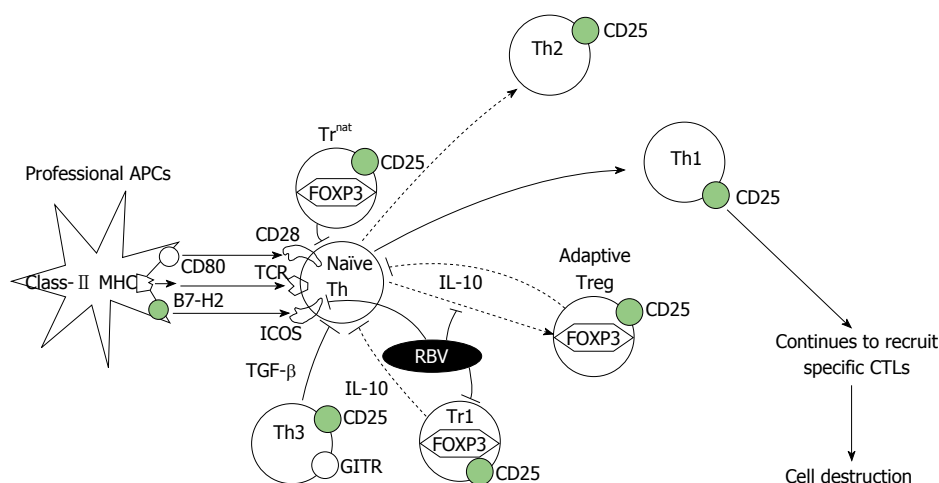 CD25
Th2
Tr^nat
CD25
FOXP3
Th1
CD25
Professional APCs
CD28
CD80
Class-Ⅱ MHC
TCR
B7-H2
ICOS
Naïve
Th
IL-10
Adaptive
Treg
CD25
FOXP3
RBV
TGF-β
IL-10
Continues to recruit
specific CTLs
Th3
CD25
GITR
Tr1
FOXP3
CD25
Cell destruction